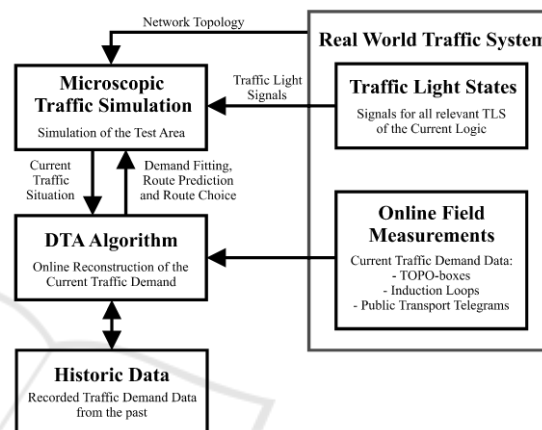 Network Topology
Real World Traffic System
Microscopic
Traffic Simulation
Simulation of the Test Area
Traffic Light
Signals
Traffic Light States
Signals for all relevant TLS
of the Current Logic
Current
Traffic
Situation
Demand Fitting,
Route Prediction
and Route Choice
DTA Algorithm
Online Reconstruction of the
Current Traffic Demand
Online Field
Measurements
Current Traffic Demand Data:
- TOPO-boxes
- Induction Loops
- Public Transport Telegrams
Historic Data
Recorded Traffic Demand Data
from the past